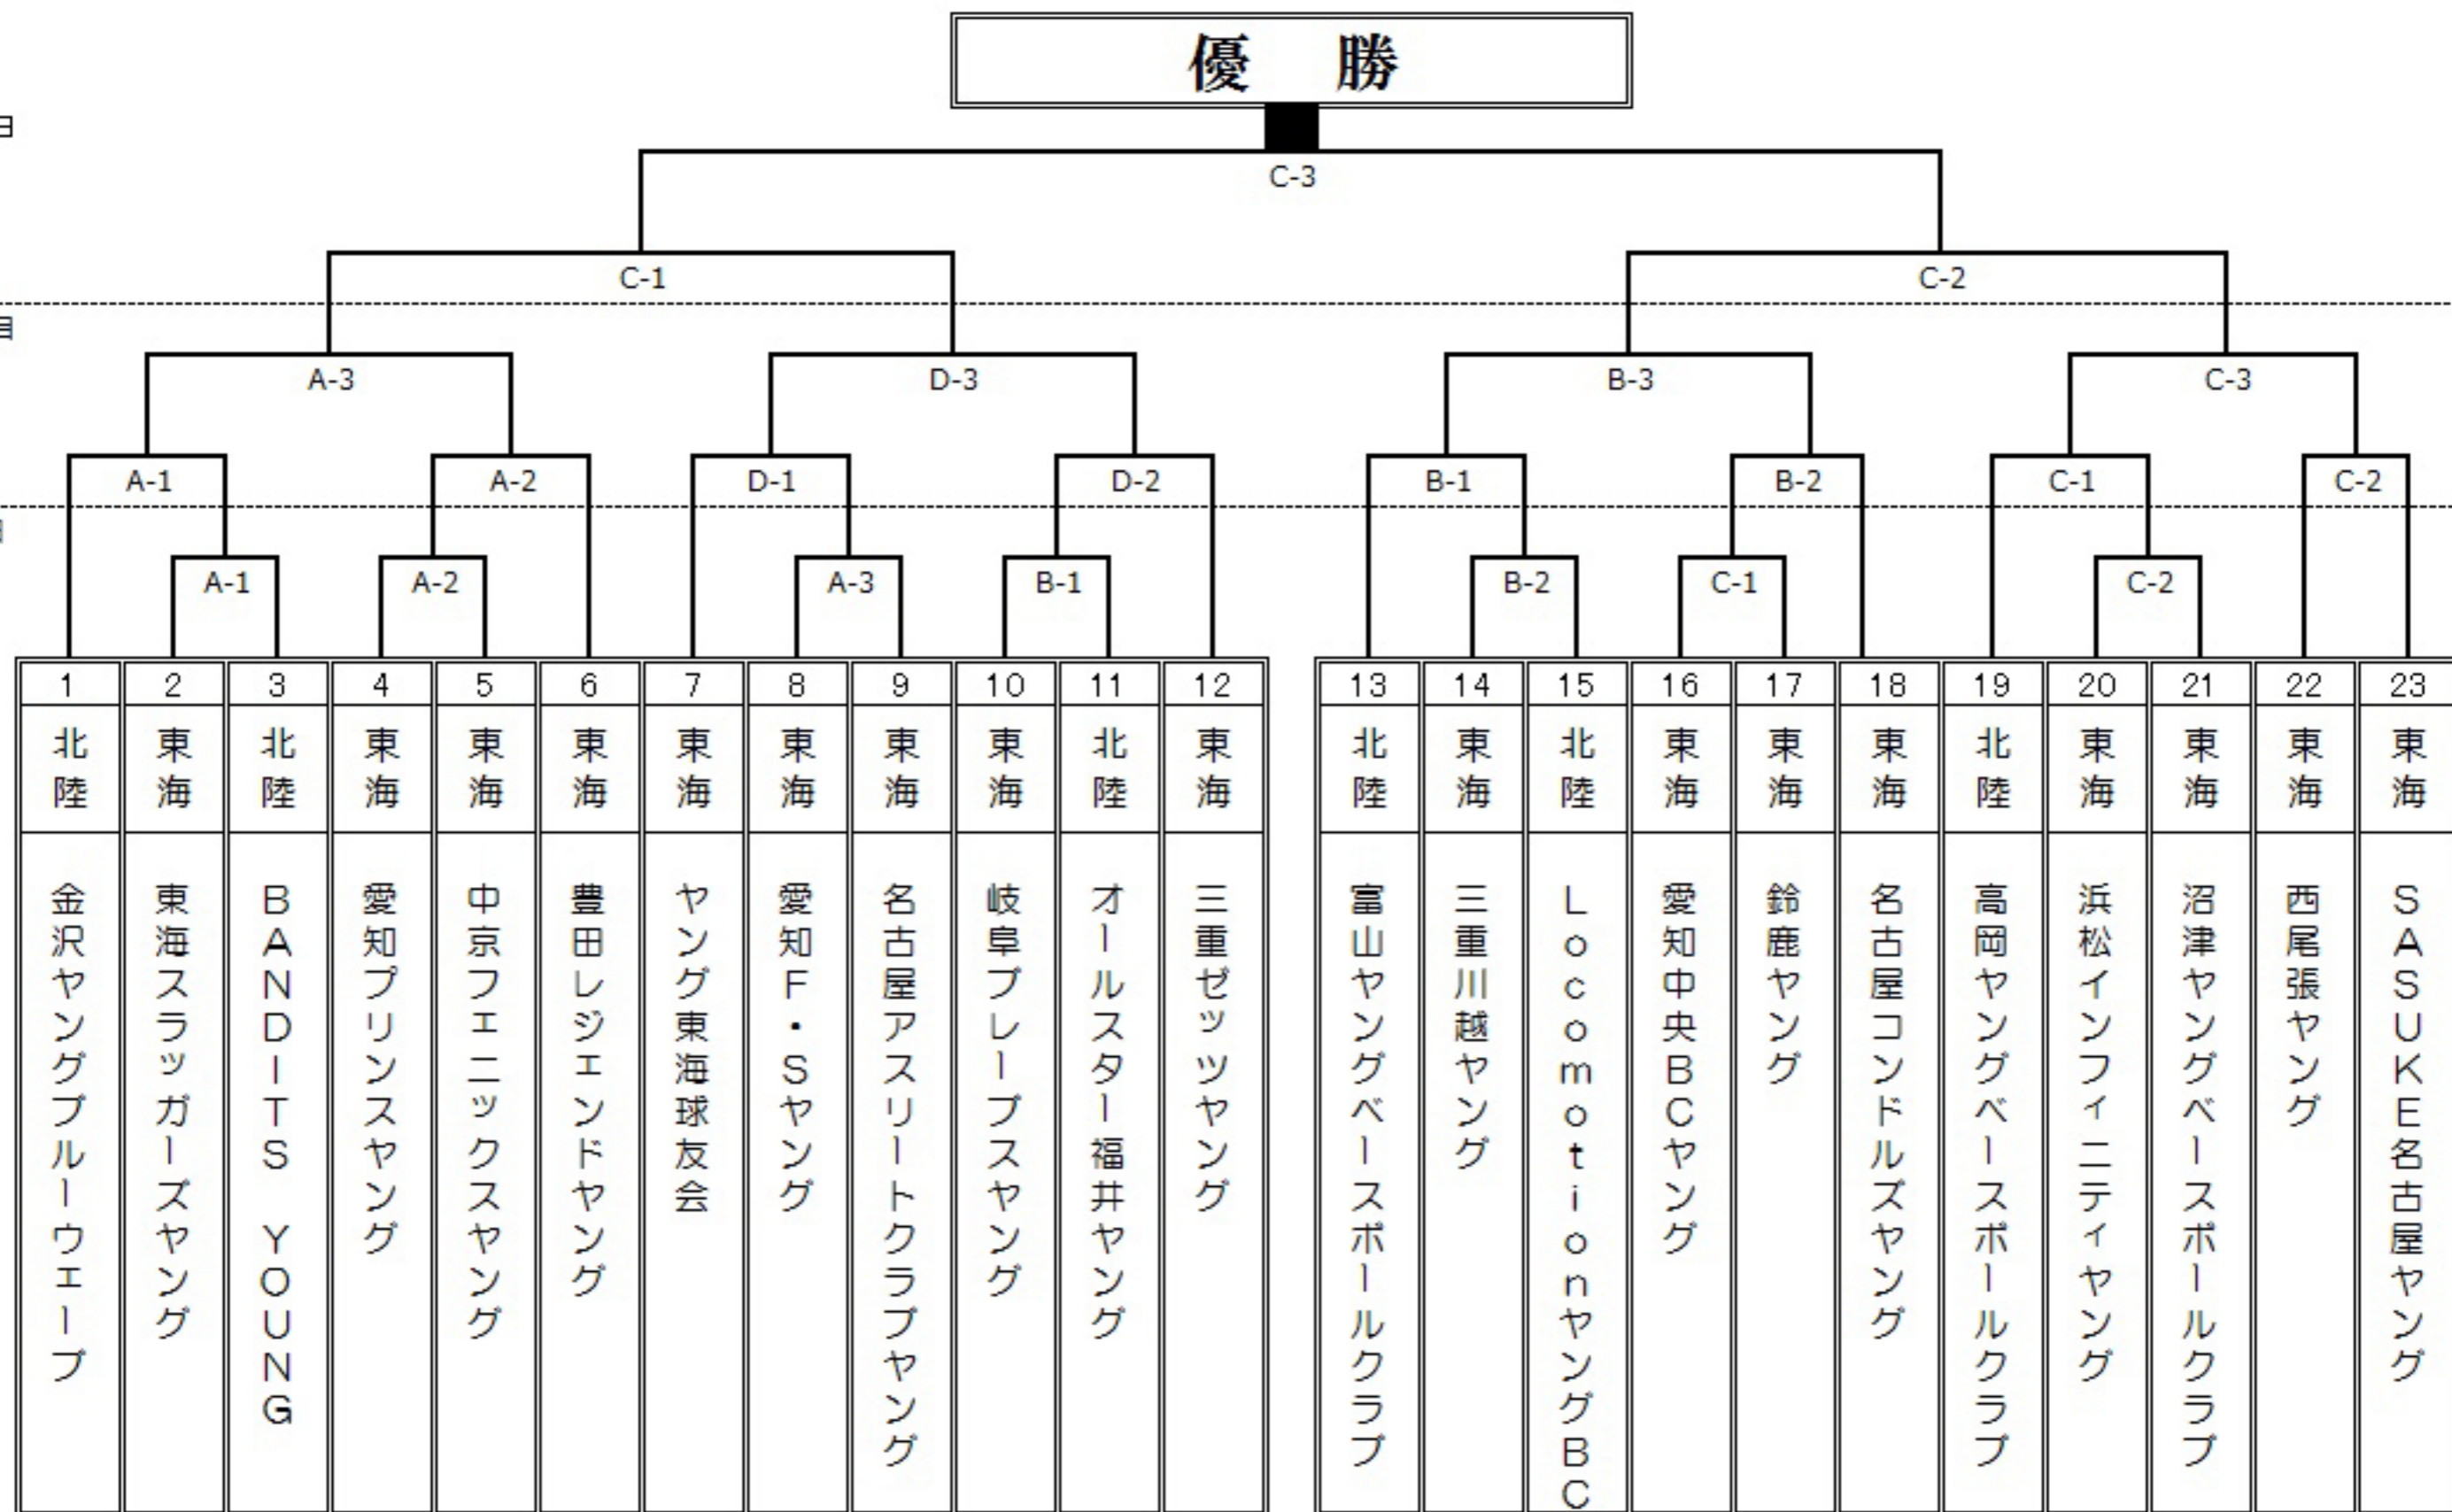 優 勝
C-3
C-1 C-2
A-3 D-3 B-3 C-3
A-1 A-2 D-1 D-2 B-1 B-2 C-1 C-2
A-1 A-2 A-3 B-1 B-2 C-1 C-2
1 2 3 4 5 6 7 8 9 10 11 12 13 14 15 16 17 18 19 20 21 22 23
北陸
金沢ヤングブルーウェーブ
東海
東海スラッガーズヤング
北陸
BANDITS YOUNG
東海
愛知プリンスヤング
東海
中京フェニックスヤング
東海
豊田レジェンドヤング
東海
ヤング東海球友会
東海
愛知F・Sヤング
東海
名古屋アスリートクラブヤング
東海
岐阜ブレーブスヤング
北陸
オールスター福井ヤング
東海
三重ゼッツヤング
北陸
富山ヤングベースボールクラブ
東海
三重川越ヤング
北陸
LocomotionヤングBC
東海
愛知中央BCヤング
東海
鈴鹿ヤング
東海
名古屋コンドルズヤング
北陸
高岡ヤングベースボールクラブ
東海
浜松インフィニティヤング
東海
沼津ヤングベースボールクラブ
東海
西尾張ヤング
東海
SASUKE名古屋ヤング